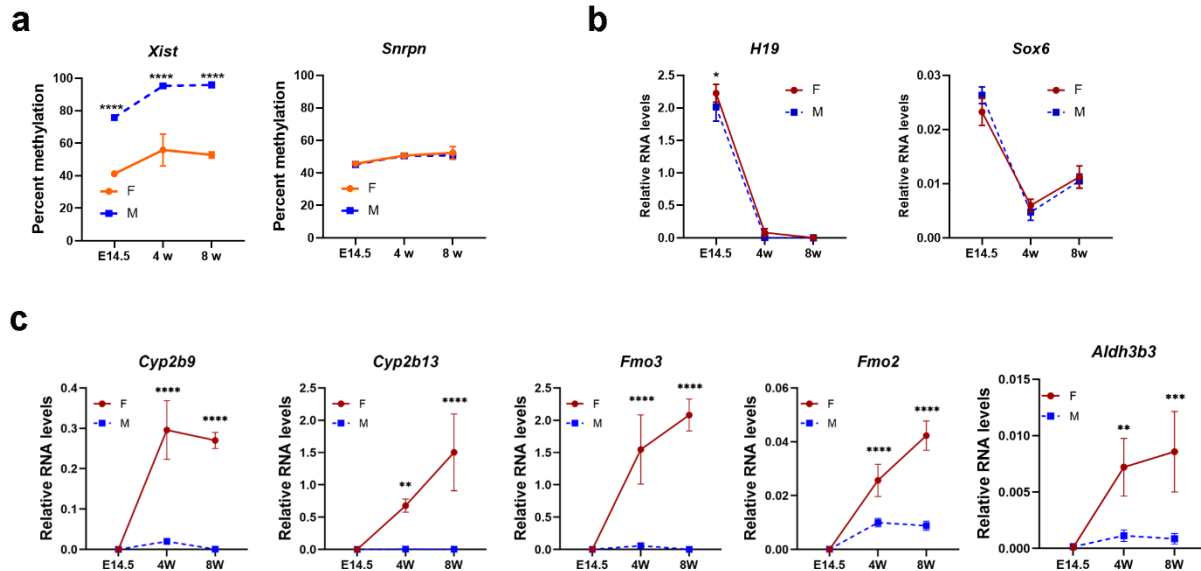 a
Xist
Percent methylation
100
80
60
40
20
0
****
****
****
F
M
E14.5
4 w
8 w
Snrpn
Percent methylation
100
80
60
40
20
0
F
M
E14.5
4 w
8 w
b
H19
Relative RNA levels
2.5
2.0
1.5
1.0
0.5
0.0
*
F
M
E14.5
4w
8w
Sox6
Relative RNA levels
0.03
0.02
0.01
0.00
F
M
E14.5
4w
8w
c
Cyp2b9
Relative RNA levels
0.4
0.3
0.2
0.1
0.0
F
M
****
****
E14.5
4W
8W
Cyp2b13
Relative RNA levels
2.5
2.0
1.5
1.0
0.5
0.0
F
M
**
****
E14.5
4W
8W
Fmo3
Relative RNA levels
2.5
2.0
1.5
1.0
0.5
0.0
F
M
****
****
E14.5
4W
8W
Fmo2
Relative RNA levels
0.06
0.04
0.02
0.00
F
M
****
****
E14.5
4W
8W
Aldh3b3
Relative RNA levels
0.015
0.010
0.005
0.000
F
M
**
***
E14.5
4W
8W